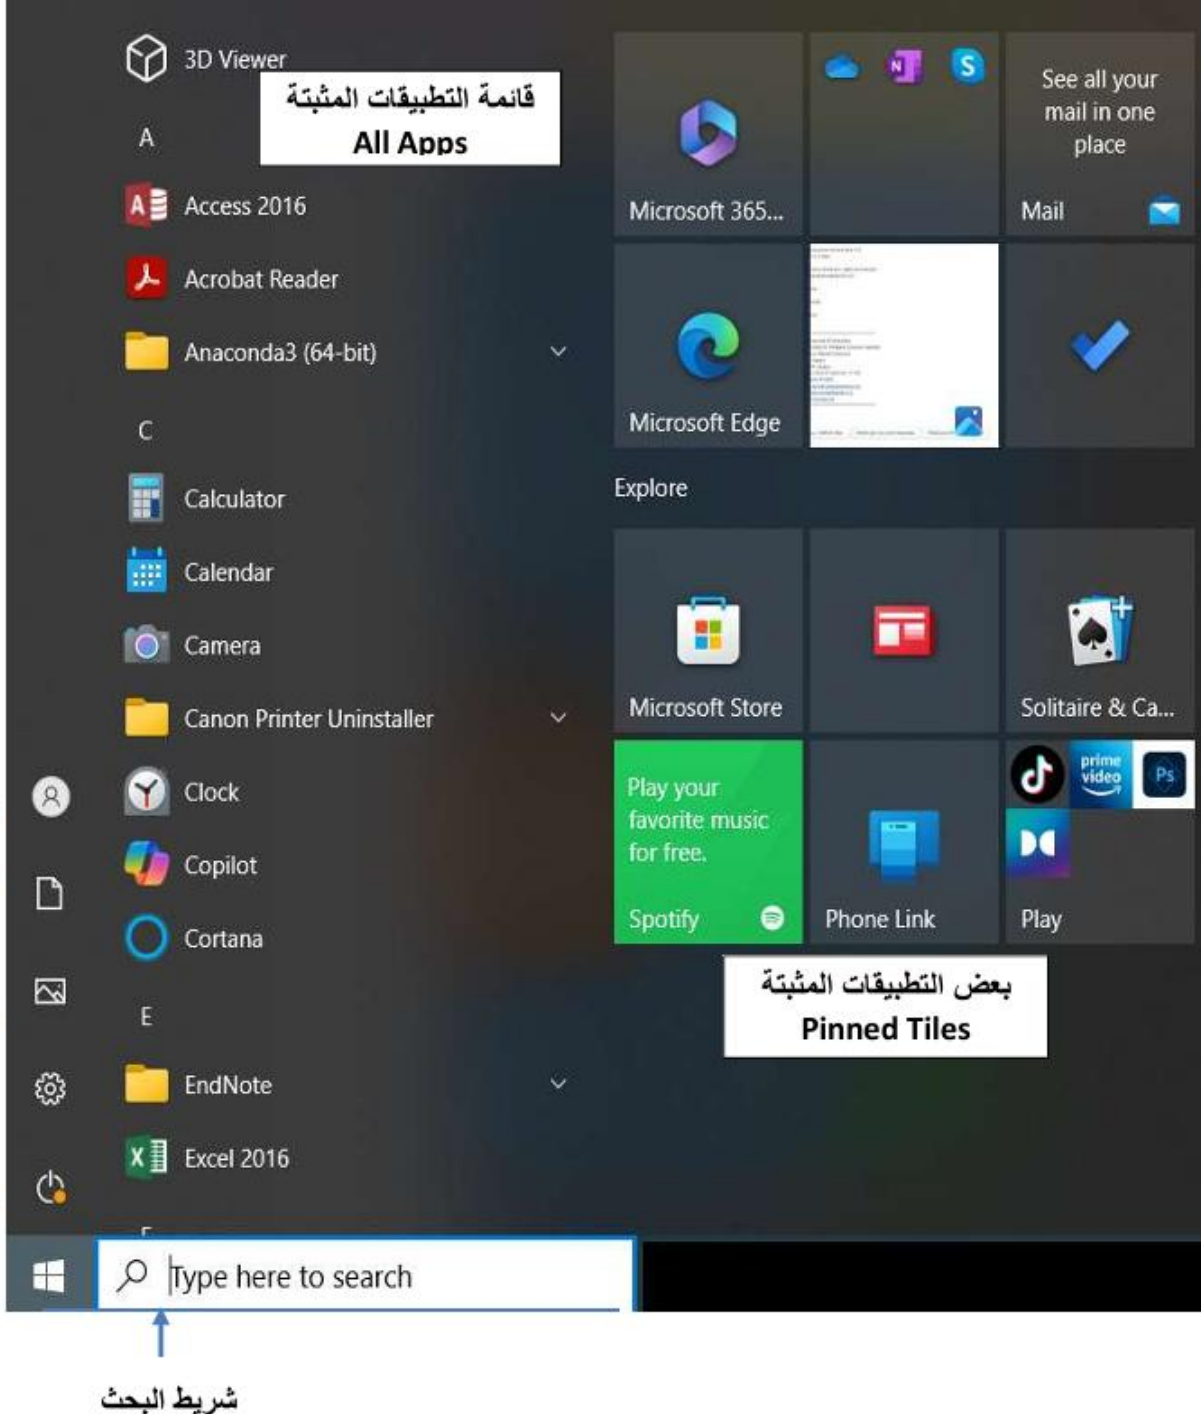 3D Viewer
قائمة التطبيقات المثبتة
All Apps
A
Access 2016
Acrobat Reader
Anaconda3 (64-bit)
C
Calculator
Calendar
Camera
Canon Printer Uninstaller
Clock
Copilot
Cortana
E
EndNote
Excel 2016
Type here to search
شريط البحث
Microsoft 365...
See all your
mail in one
place
Mail
Microsoft Edge
Explore
Microsoft Store
Solitaire & Ca...
Play your
favorite music
for free.
Spotify
Phone Link
prime
video
Ps
Play
بعض التطبيقات المثبتة
Pinned Tiles